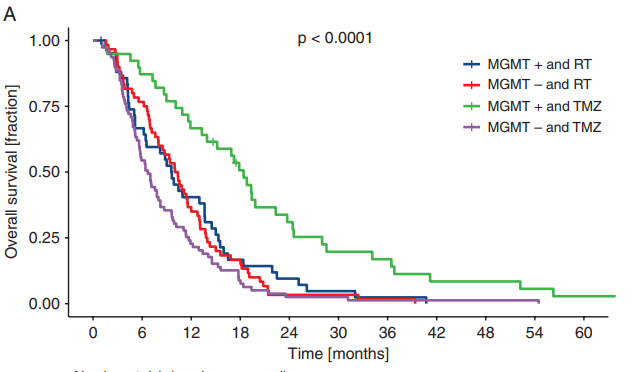 A
p < 0.0001
MGMT + and RT
MGMT – and RT
MGMT + and TMZ
MGMT – and TMZ
Overall survival [fraction]
1.00
0.75
0.50
0.25
0.00
0 6 12 18 24 30 36 42 48 54 60
Time [months]